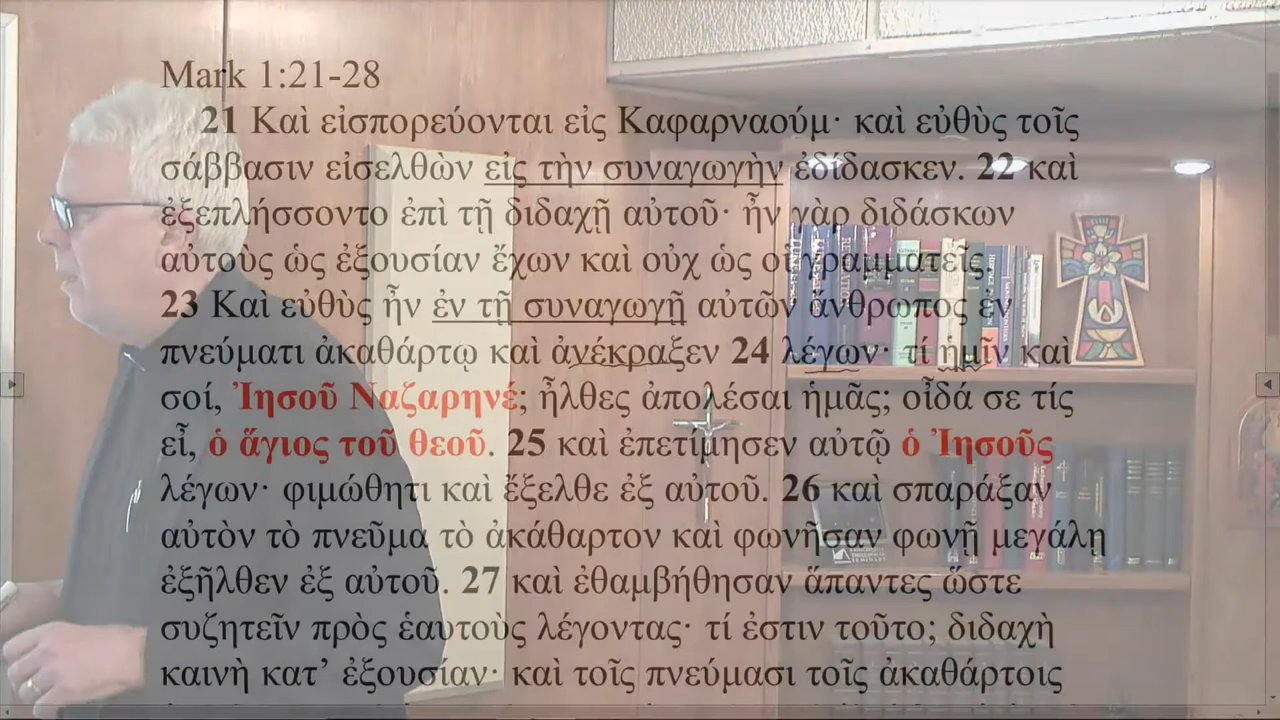 Mark 1:21-28
21 Καὶ εἰσπορεύονται εἰς Καφαρναούμ· καὶ εὐθὺς τοῖς
σάββασιν εἰσελθὼν εἰς τὴν συναγωγὴν ἐδίδασκεν. 22 καὶ
ἐξεπλήσσοντο ἐπὶ τῇ διδαχῇ αὐτοῦ· ἦν γὰρ διδάσκων
αὐτοὺς ὡς ἐξουσίαν ἔχων καὶ οὐχ ὡς οἱ γραμματεῖς.
23 Καὶ εὐθὺς ἦν ἐν τῇ συναγωγῇ αὐτῶν ἄνθρωπος ἐν
πνεύματι ἀκαθάρτῳ καὶ ἀνέκραξεν 24 λέγων· τί ἡμῖν καὶ
σοί, Ἰησοῦ Ναζαρηνέ; ἦλθες ἀπολέσαι ἡμᾶς; οἶδά σε τίς
εἶ, ὁ ἅγιος τοῦ θεοῦ. 25 καὶ ἐπετίμησεν αὐτῷ ὁ Ἰησοῦς
λέγων· φιμώθητι καὶ ἔξελθε ἐξ αὐτοῦ. 26 καὶ σπαράξαν
αὐτὸν τὸ πνεῦμα τὸ ἀκάθαρτον καὶ φωνῆσαν φωνῇ μεγάλῃ
ἐξῆλθεν ἐξ αὐτοῦ. 27 καὶ ἐθαμβήθησαν ἅπαντες ὥστε
συζητεῖν πρὸς ἑαυτοὺς λέγοντας· τί ἐστιν τοῦτο; διδαχὴ
καινὴ κατ’ ἐξουσίαν· καὶ τοῖς πνεύμασι τοῖς ἀκαθάρτοις